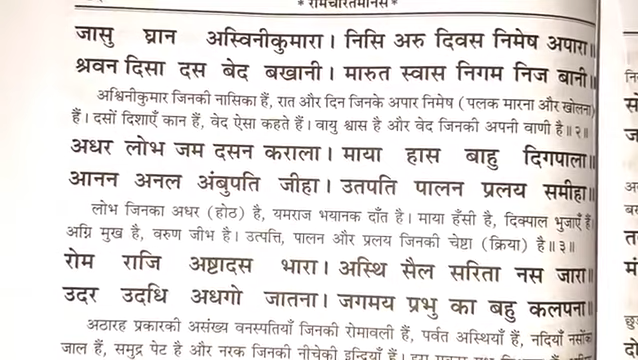 * रामचरितमानस *
जासु घ्रान अस्विनीकुमारा। निसि अरु दिवस निमेष अपारा॥
श्रवन दिसा दस बेद बखानी। मारुत स्वास निगम निज बानी॥
अश्विनीकुमार जिनकी नासिका हैं, रात और दिन जिनके अपार निमेष (पलक मारना और खोलना)
हैं। दसों दिशाएँ कान हैं, वेद ऐसा कहते हैं। वायु श्वास है और वेद जिनकी अपनी वाणी है॥ २॥
अधर लोभ जम दसन कराला। माया हास बाहु दिगपाला॥
आनन अनल अंबुपति जीहा। उतपति पालन प्रलय समीहा॥
लोभ जिनका अधर (होठ) है, यमराज भयानक दाँत है। माया हँसी है, दिक्पाल भुजाएँ हैं।
अग्नि मुख है, वरुण जीभ है। उत्पत्ति, पालन और प्रलय जिनकी चेष्टा (क्रिया) है॥ ३॥
रोम राजि अष्टादस भारा। अस्थि सैल सरिता नस जारा॥
उदर उदधि अधगो जातना। जगमय प्रभु का बहु कलपना॥
अठारह प्रकारकी असंख्य वनस्पतियाँ जिनकी रोमावली हैं, पर्वत अस्थियाँ हैं, नदियाँ नसोंका
जाल हैं, समुद्र पेट है और नरक जिनकी नीचेकी इन्द्रियाँ हैं।